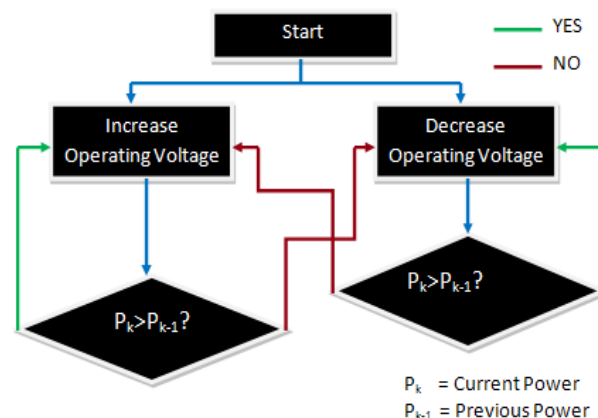 Start
YES
NO
Increase
Operating Voltage
Decrease
Operating Voltage
Pₖ>Pₖ₋₁?
Pₖ>Pₖ₋₁?
Pₖ = Current Power
Pₖ₋₁ = Previous Power